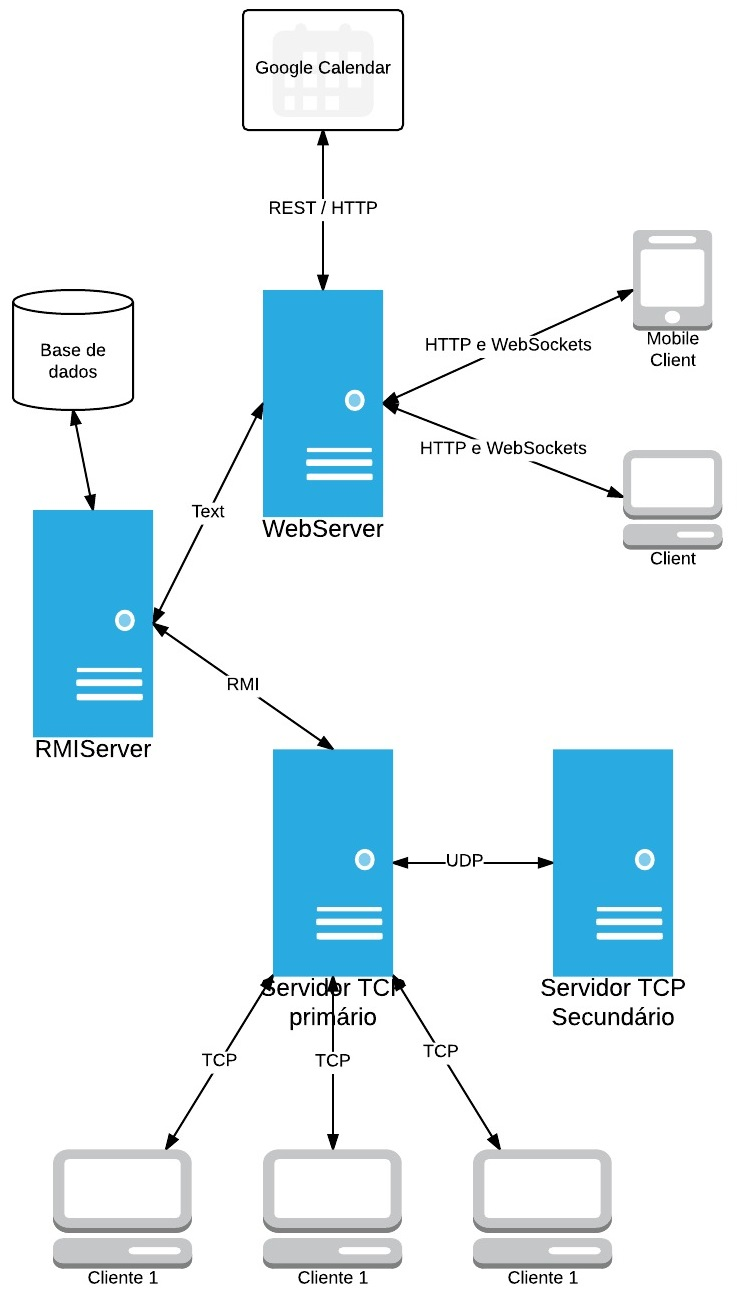 Google Calendar
REST / HTTP
HTTP e WebSockets
Mobile
Client
Base de
dados
HTTP e WebSockets
Client
Text
WebServer
RMI
RMIServer
UDP
Servidor TCP
primário
Servidor TCP
Secundário
TCP
TCP
TCP
Cliente 1
Cliente 1
Cliente 1